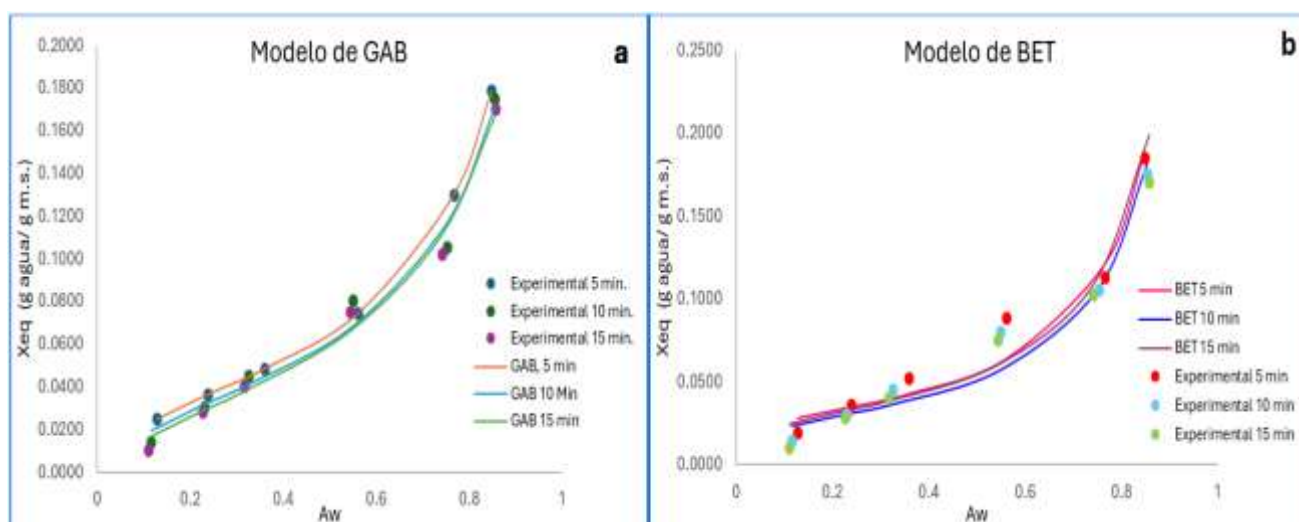 Modelo de GAB
a
0.2000
0.1800
0.1600
0.1400
0.1200
0.1000
0.0800
0.0600
0.0400
0.0200
0.0000
Xeq (g agua/ g m.s.)
0
0.2
0.4
0.6
0.8
1
Aw
Experimental 5 min.
Experimental 10 min.
Experimental 15 min.
GAB, 5 min
GAB 10 Min
GAB 15 min
Modelo de BET
b
0.2500
0.2000
0.1500
0.1000
0.0500
0.0000
Xeq (g agua/ g m.s.)
0
0.2
0.4
0.6
0.8
1
Aw
BET 5 min
BET 10 min
BET 15 min
Experimental 5 min
Experimental 10 min
Experimental 15 min